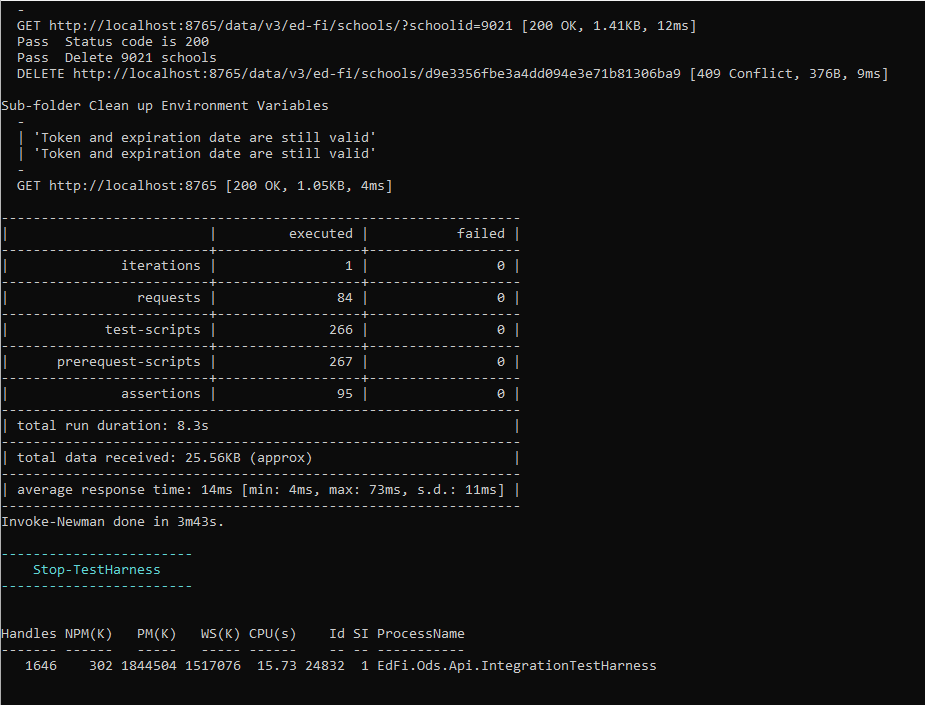 -
GET http://localhost:8765/data/v3/ed-fi/schools/?schoolid=9021 [200 OK, 1.41KB, 12ms]
Pass  Status code is 200
Pass  Delete 9021 schools
DELETE http://localhost:8765/data/v3/ed-fi/schools/d9e3356fbe3a4dd094e3e71b81306ba9 [409 Conflict, 376B, 9ms]
Sub-folder Clean up Environment Variables
-
| 'Token and expiration date are still valid'
| 'Token and expiration date are still valid'
-
GET http://localhost:8765 [200 OK, 1.05KB, 4ms]
-----------------------------------------------------------------
|                         |          executed |           failed |
--------------------------+------------------+-------------------
|              iterations |                1 |                0 |
--------------------------+------------------+-------------------
|                requests |               84 |                0 |
--------------------------+------------------+-------------------
|            test-scripts |              266 |                0 |
--------------------------+------------------+-------------------
|      prerequest-scripts |              267 |                0 |
--------------------------+------------------+-------------------
|              assertions |               95 |                0 |
-----------------------------------------------------------------
| total run duration: 8.3s                                      |
-----------------------------------------------------------------
| total data received: 25.56KB (approx)                         |
-----------------------------------------------------------------
| average response time: 14ms [min: 4ms, max: 73ms, s.d.: 11ms] |
-----------------------------------------------------------------
Invoke-Newman done in 3m43s.
------------------------
    Stop-TestHarness
------------------------
Handles NPM(K)   PM(K)   WS(K) CPU(s)    Id SI ProcessName
------- ------   -----   ----- ------    -- -- -----------
   1646    302 1844504 1517076  15.73 24832  1 EdFi.Ods.Api.IntegrationTestHarness